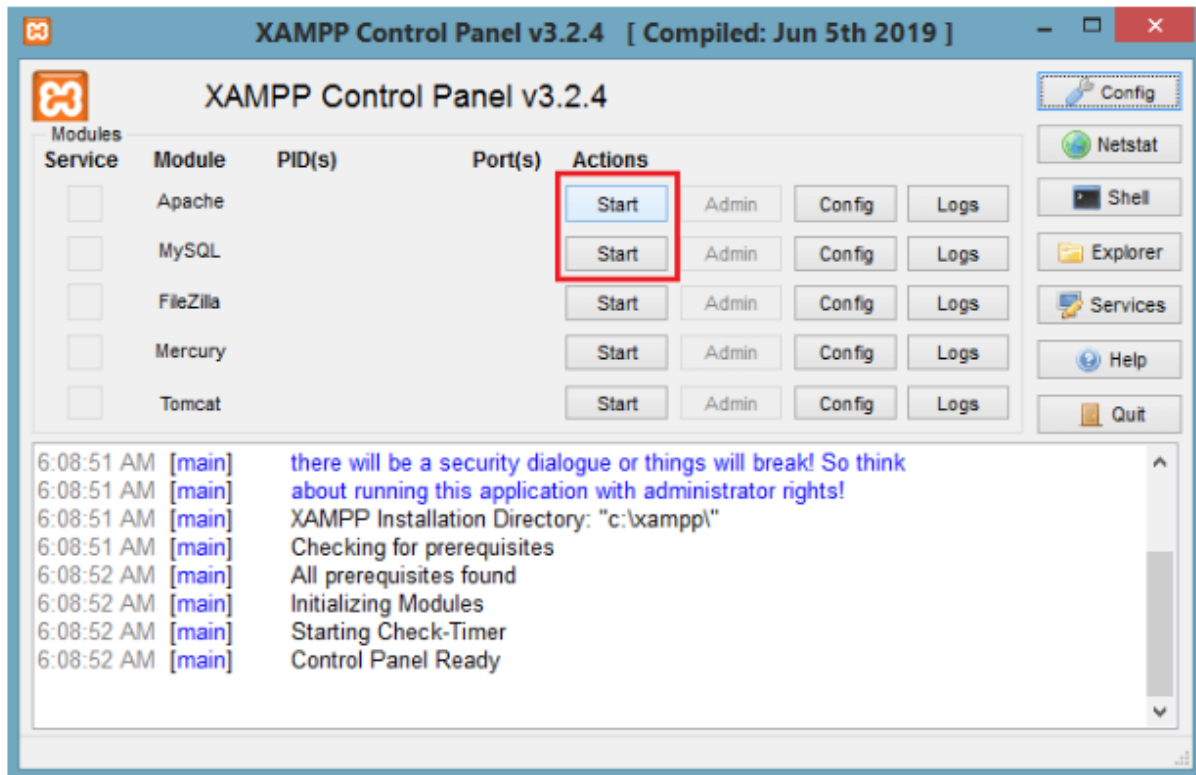 XAMPP Control Panel v3.2.4 [ Compiled: Jun 5th 2019 ]
XAMPP Control Panel v3.2.4
Config
Modules
Netstat
Service Module PID(s) Port(s) Actions
Apache Start Admin Config Logs
Shell
MySQL Start Admin Config Logs
Explorer
FileZilla Start Admin Config Logs
Services
Mercury Start Admin Config Logs
Help
Tomcat Start Admin Config Logs
Quit
6:08:51 AM [main] there will be a security dialogue or things will break! So think
6:08:51 AM [main] about running this application with administrator rights!
6:08:51 AM [main] XAMPP Installation Directory: "c:\xampp\"
6:08:51 AM [main] Checking for prerequisites
6:08:52 AM [main] All prerequisites found
6:08:52 AM [main] Initializing Modules
6:08:52 AM [main] Starting Check-Timer
6:08:52 AM [main] Control Panel Ready